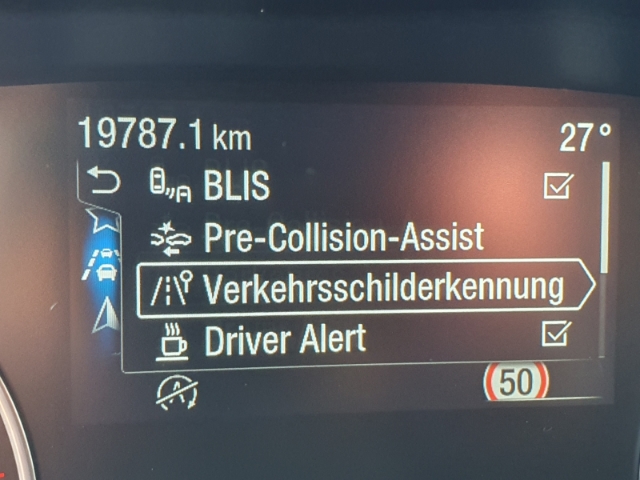 19787.1 km
27°
BLIS
Pre-Collision-Assist
Verkehrsschilderkennung
Driver Alert
50